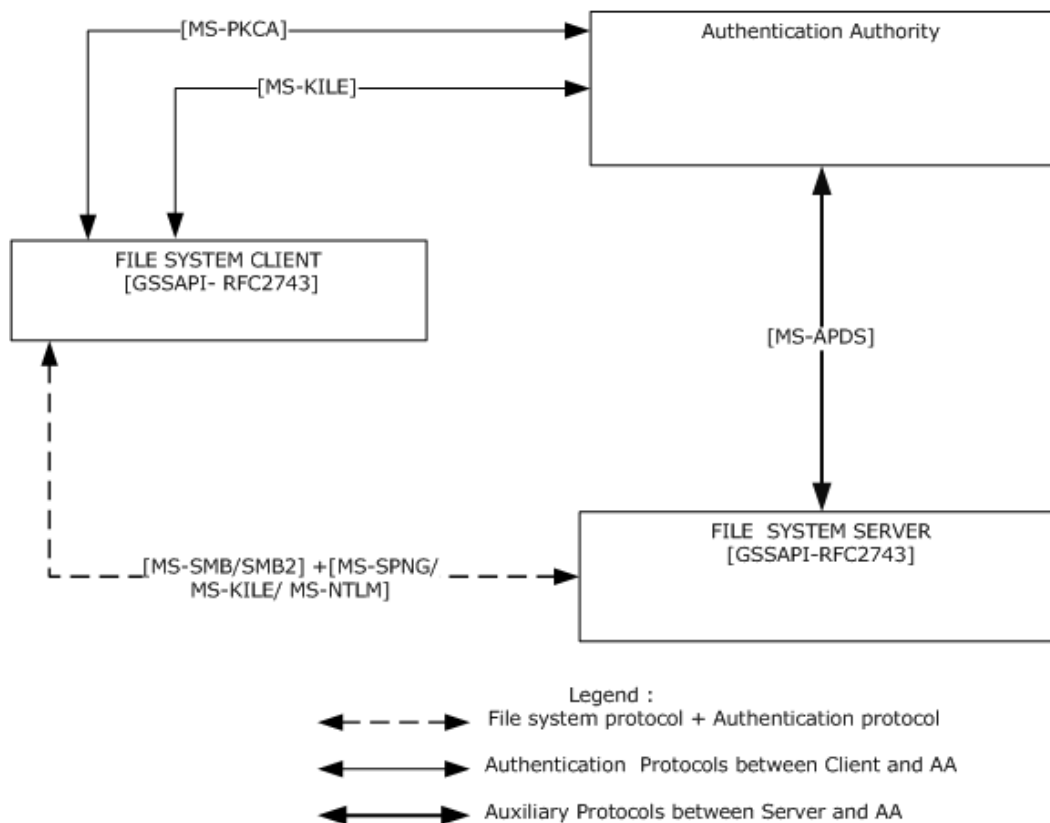 [MS-PKCA]
Authentication Authority
[MS-KILE]
FILE SYSTEM CLIENT
[GSSAPI- RFC2743]
[MS-APDS]
FILE SYSTEM SERVER
[GSSAPI-RFC2743]
[MS-SMB/SMB2] +[MS-SPNG/
MS-KILE/ MS-NTLM]
Legend :
File system protocol + Authentication protocol
Authentication Protocols between Client and AA
Auxiliary Protocols between Server and AA